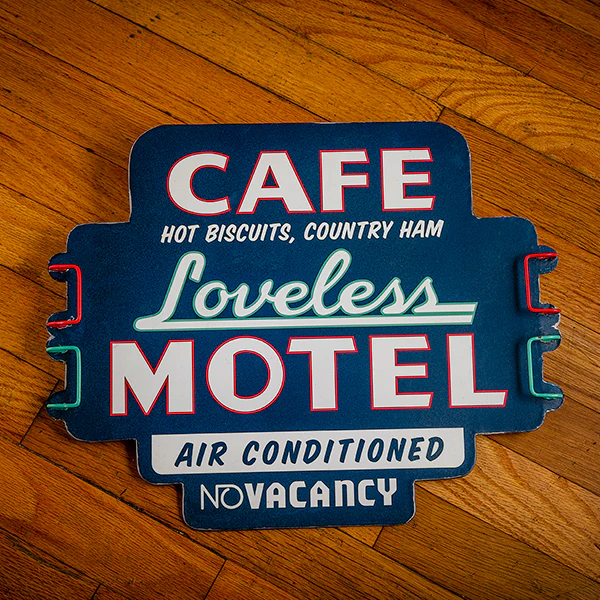 CAFE
HOT BISCUITS, COUNTRY HAM
Loveless
MOTEL
AIR CONDITIONED
NO VACANCY